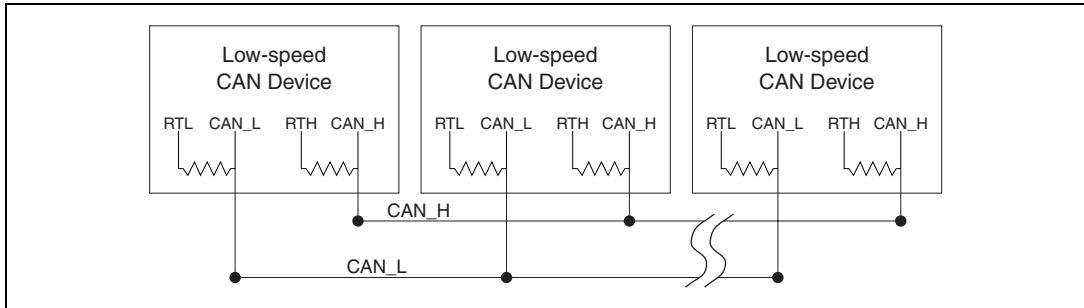 Low-speed
CAN Device
RTL CAN_L RTH CAN_H
Low-speed
CAN Device
RTL CAN_L RTH CAN_H
Low-speed
CAN Device
RTL CAN_L RTH CAN_H
CAN_H
CAN_L